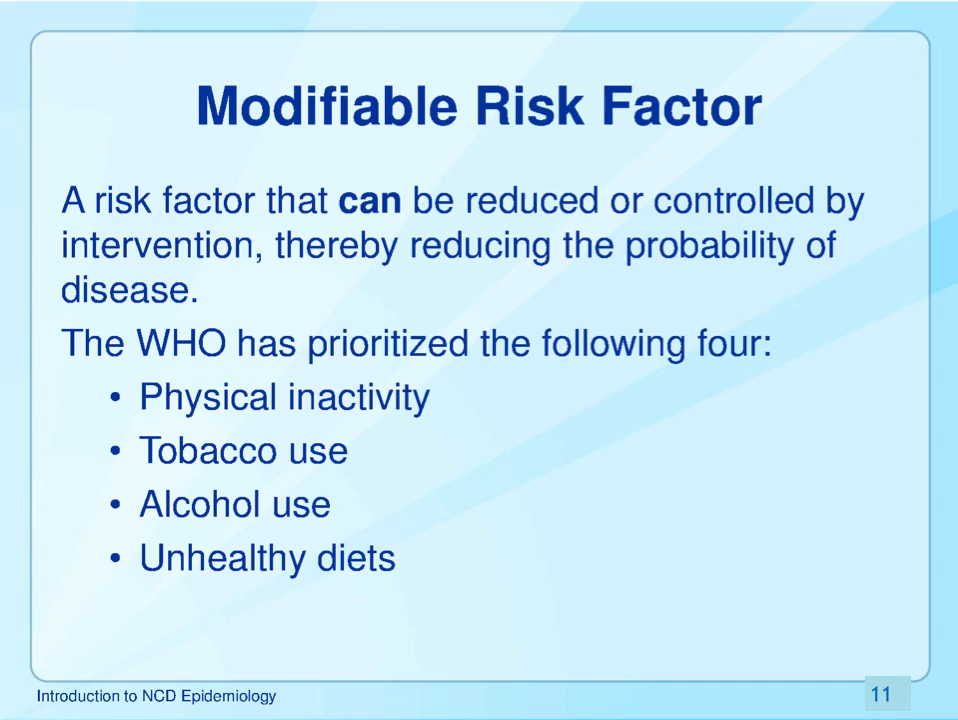 Modifiable Risk Factor
A risk factor that can be reduced or controlled by
intervention, thereby reducing the probability of
disease.
The WHO has prioritized the following four:
• Physical inactivity
• Tobacco use
• Alcohol use
• Unhealthy diets
Introduction to NCD Epidemiology
11